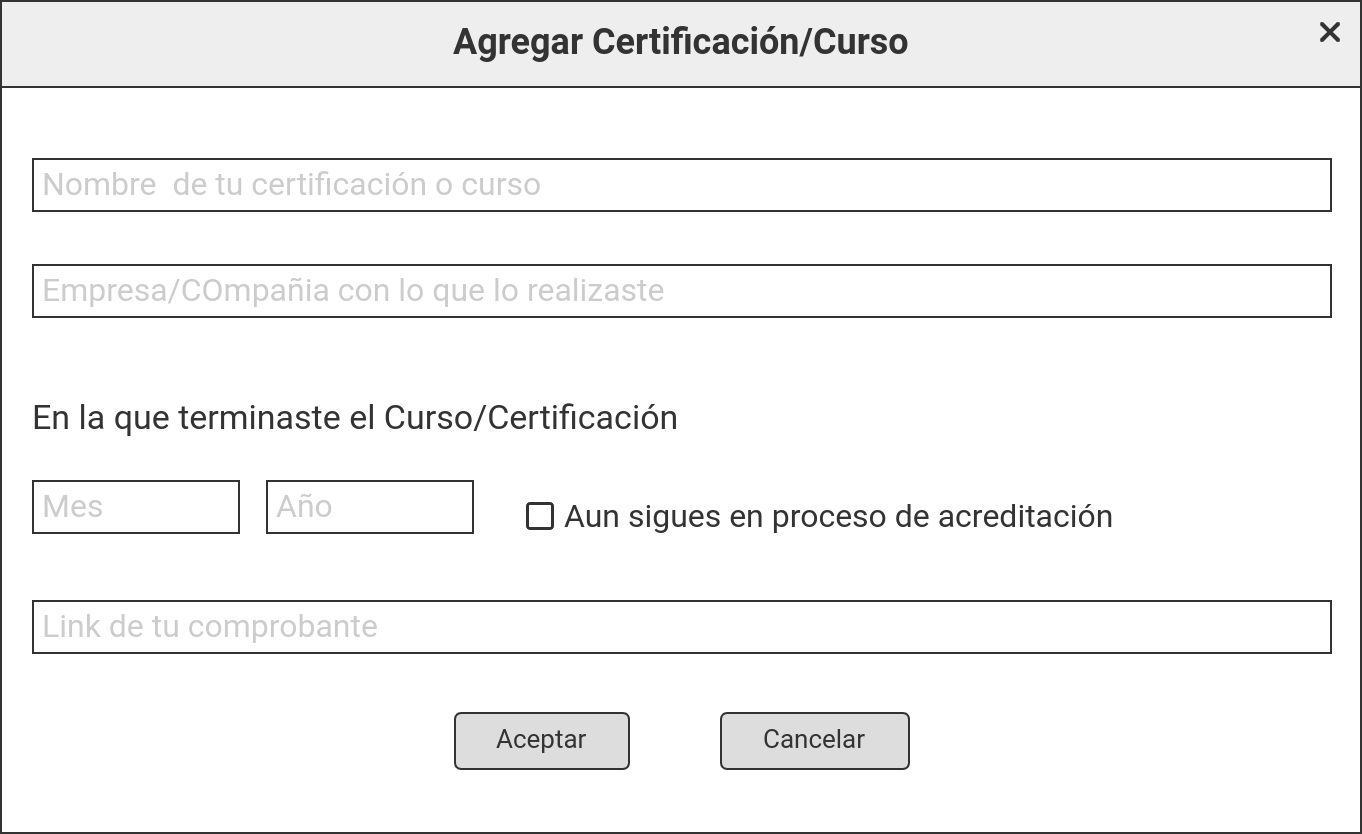 Agregar Certificación/Curso
Nombre  de tu certificación o curso
Empresa/COmpañia con lo que lo realizaste
En la que terminaste el Curso/Certificación
Mes
Año
Aun sigues en proceso de acreditación
Link de tu comprobante
Aceptar
Cancelar